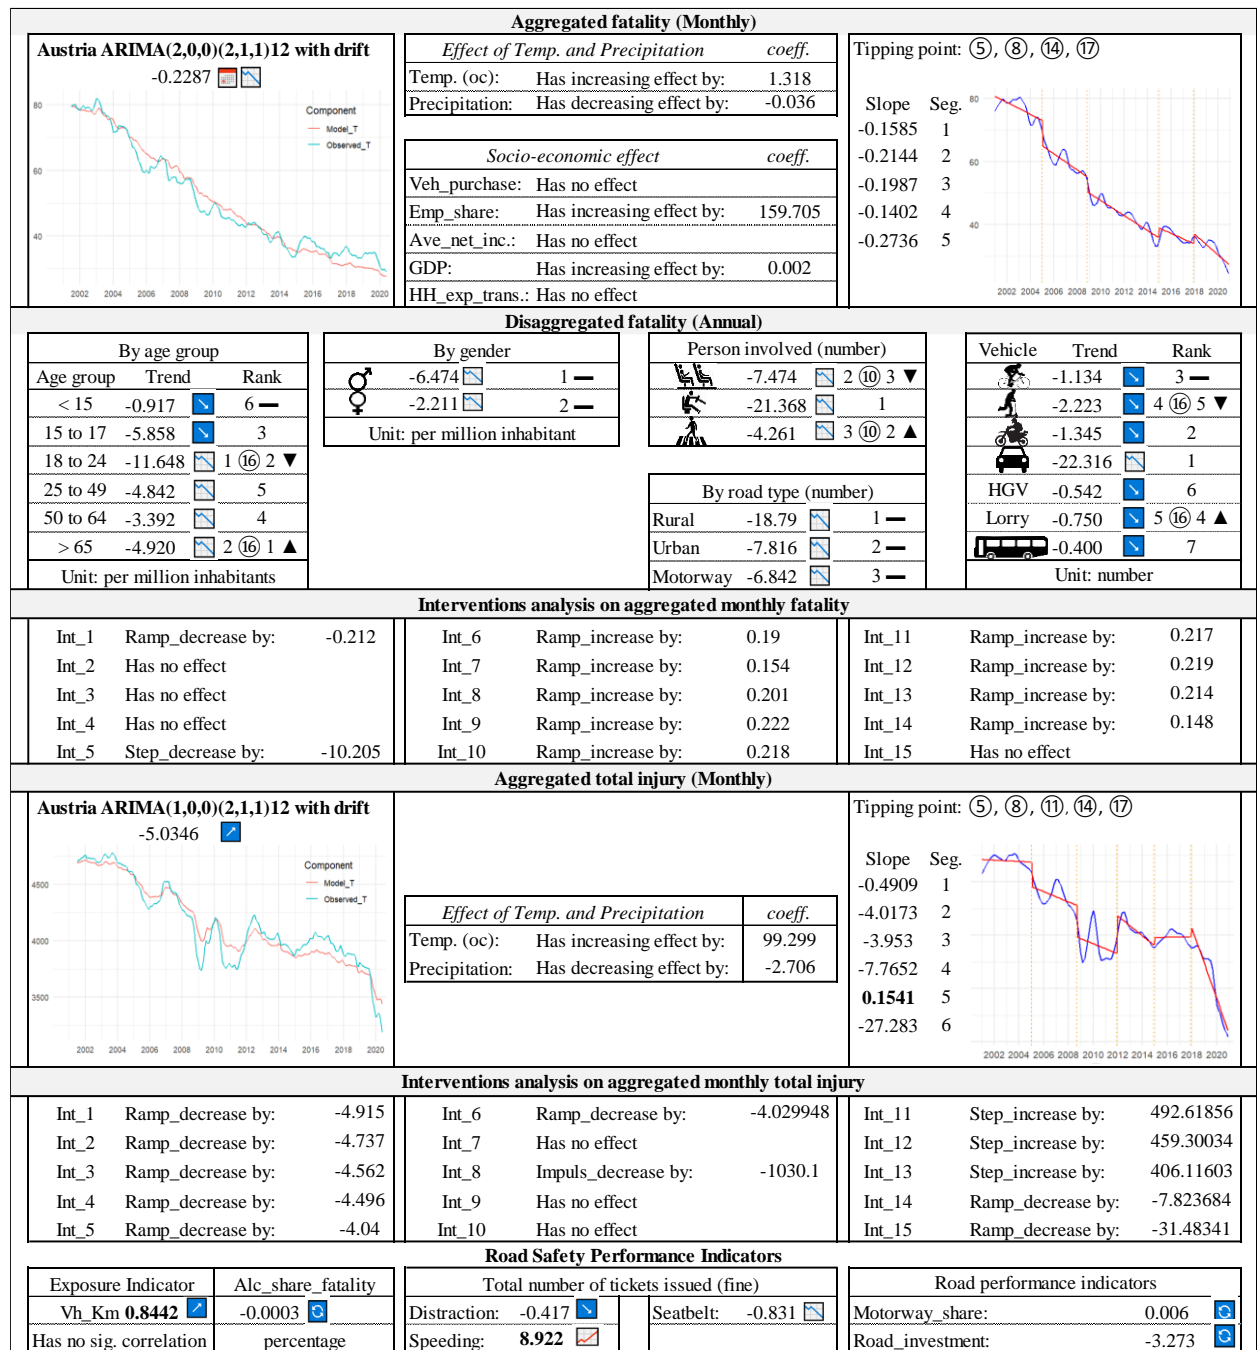 Aggregated fatality (Monthly)
Austria ARIMA(2,0,0)(2,1,1)12 with drift
-0.2287
Component
Model_T
Observed_T
80
60
40
2002 2004 2006 2008 2010 2012 2014 2016 2018 2020
Effect of Temp. and Precipitation coeff.
Temp. (oc): Has increasing effect by: 1.318
Precipitation: Has decreasing effect by: -0.036
Socio-economic effect coeff.
Veh_purchase: Has no effect
Emp_share: Has increasing effect by: 159.705
Ave_net_inc.: Has no effect
GDP: Has increasing effect by: 0.002
HH_exp_trans.: Has no effect
Tipping point: ⑤, ⑧, ⑭, ⑰
Slope Seg.
-0.1585 1
-0.2144 2
-0.1987 3
-0.1402 4
-0.2736 5
80
60
40
2002 2004 2006 2008 2010 2012 2014 2016 2018 2020
Disaggregated fatality (Annual)
By age group
Age group Trend Rank
< 15 -0.917 6
15 to 17 -5.858 3
18 to 24 -11.648 1 ⑯ 2 ▼
25 to 49 -4.842 5
50 to 64 -3.392 4
> 65 -4.920 2 ⑯ 1 ▲
Unit: per million inhabitants
By gender
♂ -6.474 1
♀ -2.211 2
Unit: per million inhabitant
Person involved (number)
-7.474 2 ⑩ 3 ▼
-21.368 1
-4.261 3 ⑩ 2 ▲
By road type (number)
Rural -18.79 1
Urban -7.816 2
Motorway -6.842 3
Vehicle Trend Rank
-1.134 3
-2.223 4 ⑯ 5 ▼
-1.345 2
-22.316 1
HGV -0.542 6
Lorry -0.750 5 ⑯ 4 ▲
-0.400 7
Unit: number
Interventions analysis on aggregated monthly fatality
Int_1 Ramp_decrease by: -0.212
Int_2 Has no effect
Int_3 Has no effect
Int_4 Has no effect
Int_5 Step_decrease by: -10.205
Int_6 Ramp_increase by: 0.19
Int_7 Ramp_increase by: 0.154
Int_8 Ramp_increase by: 0.201
Int_9 Ramp_increase by: 0.222
Int_10 Ramp_increase by: 0.218
Int_11 Ramp_increase by: 0.217
Int_12 Ramp_increase by: 0.219
Int_13 Ramp_increase by: 0.214
Int_14 Ramp_increase by: 0.148
Int_15 Has no effect
Aggregated total injury (Monthly)
Austria ARIMA(1,0,0)(2,1,1)12 with drift
-5.0346
Component
Model_T
Observed_T
4500
4000
3500
2002 2004 2006 2008 2010 2012 2014 2016 2018 2020
Effect of Temp. and Precipitation coeff.
Temp. (oc): Has increasing effect by: 99.299
Precipitation: Has decreasing effect by: -2.706
Tipping point: ⑤, ⑧, ⑪, ⑭, ⑰
Slope Seg.
-0.4909 1
-4.0173 2
-3.953 3
-7.7652 4
0.1541 5
-27.283 6
2002 2004 2006 2008 2010 2012 2014 2016 2018 2020
Interventions analysis on aggregated monthly total injury
Int_1 Ramp_decrease by: -4.915
Int_2 Ramp_decrease by: -4.737
Int_3 Ramp_decrease by: -4.562
Int_4 Ramp_decrease by: -4.496
Int_5 Ramp_decrease by: -4.04
Int_6 Ramp_decrease by: -4.029948
Int_7 Has no effect
Int_8 Impuls_decrease by: -1030.1
Int_9 Has no effect
Int_10 Has no effect
Int_11 Step_increase by: 492.61856
Int_12 Step_increase by: 459.30034
Int_13 Step_increase by: 406.11603
Int_14 Ramp_decrease by: -7.823684
Int_15 Ramp_decrease by: -31.48341
Road Safety Performance Indicators
Exposure Indicator
Vh_Km 0.8442
Has no sig. correlation
Alc_share_fatality
-0.0003
percentage
Total number of tickets issued (fine)
Distraction: -0.417
Speeding: 8.922
Seatbelt: -0.831
Road performance indicators
Motorway_share: 0.006
Road_investment: -3.273